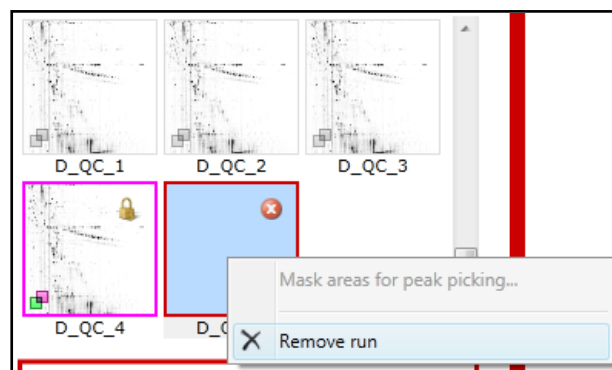 D_QC_1 D_QC_2 D_QC_3
D_QC_4
Mask areas for peak picking...
Remove run